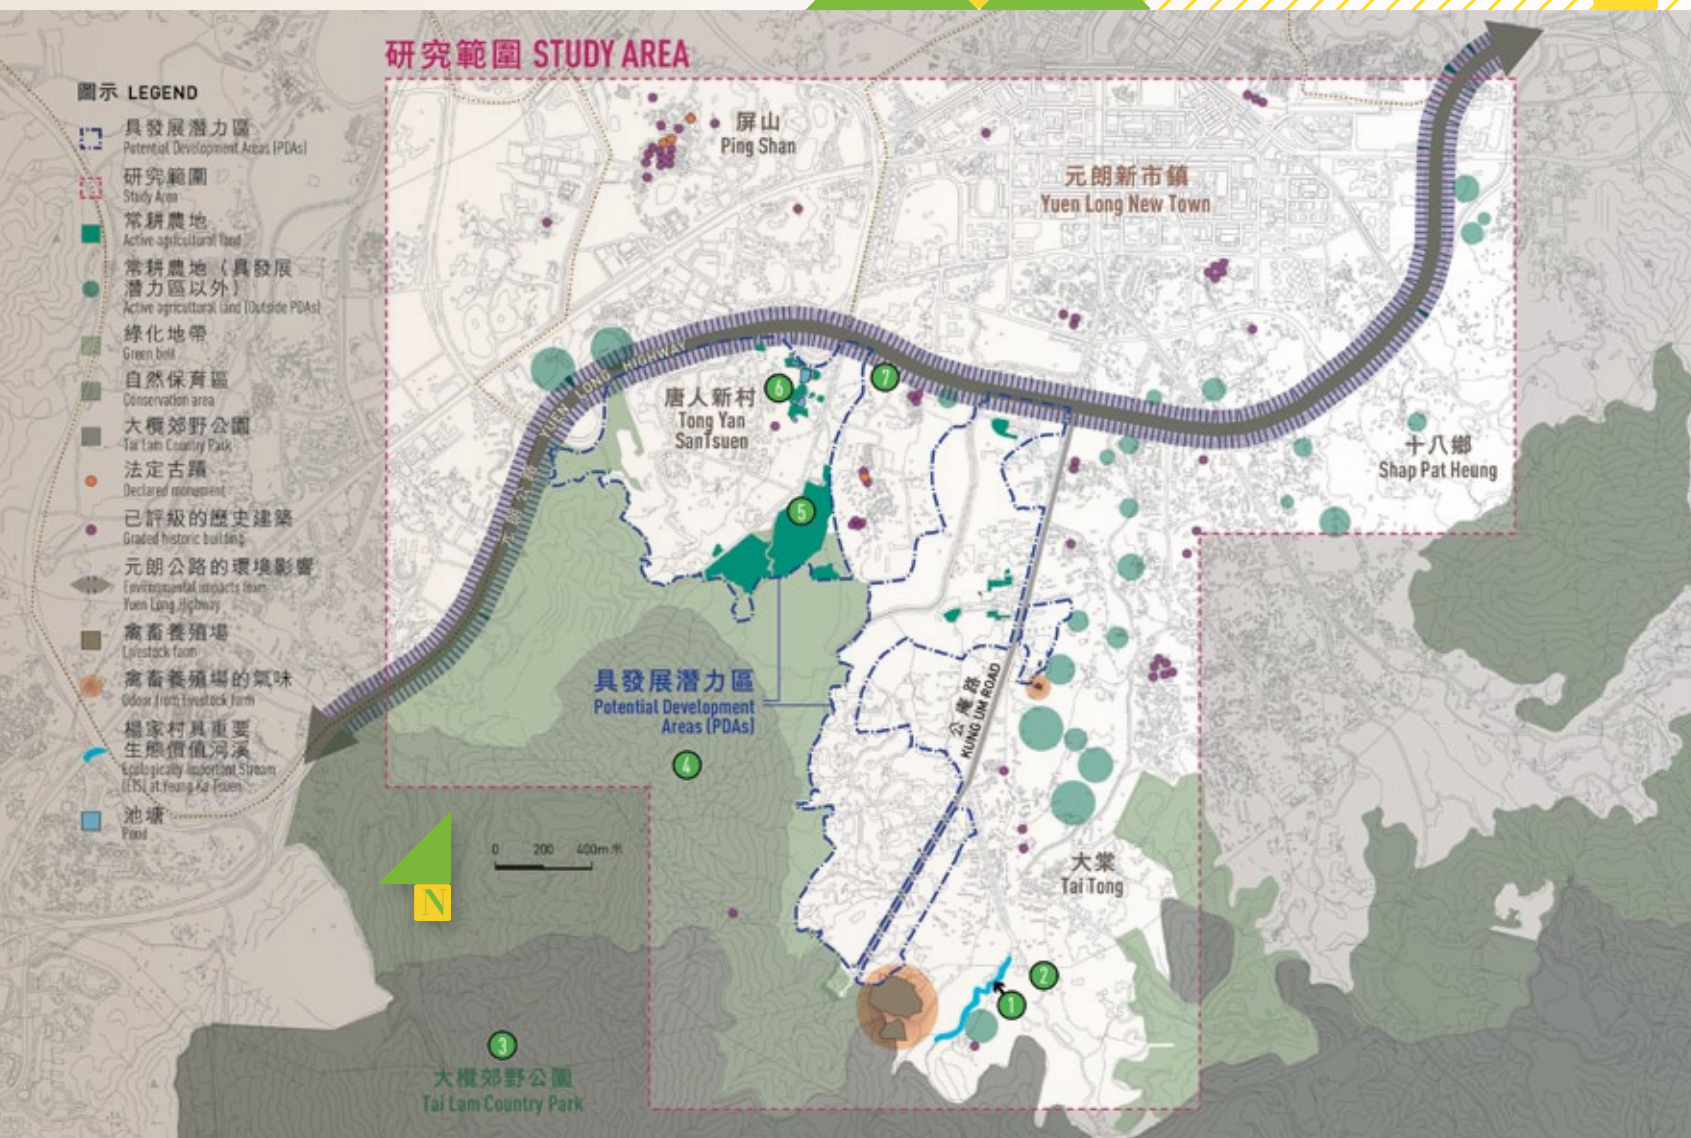 研究範圍 STUDY AREA
圖示 LEGEND
具發展潛力區
Potential Development Areas (PDAs)
研究範圍
Study Area
常耕農地
Active agricultural land
常耕農地（具發展
潛力區以外）
Active agricultural land (Outside PDAs)
綠化地帶
Green belt
自然保育區
Conservation area
大欖郊野公園
Tai Lam Country Park
法定古蹟
Declared monument
已評級的歷史建築
Graded historic building
元朗公路的環境影響
Environmental impacts from
Yuen Long Highway
禽畜養殖場
Livestock farm
禽畜養殖場的氣味
Odour from livestock farm
楊家村具重要
生態價值河溪
Ecologically Important Stream
(EIS) at Yeung Ka Tsuen
池塘
Pond
屏山
Ping Shan
元朗新市鎮
Yuen Long New Town
YUEN LONG HIGHWAY
元朗公路
唐人新村
Tong Yan
SanTsuen
6
7
5
十八鄉
Shap Pat Heung
具發展潛力區
Potential Development
Areas (PDAs)
公庵路
KUNG UM ROAD
4
0 200 400m 米
N
大棠
Tai Tong
2
1
3
大欖郊野公園
Tai Lam Country Park